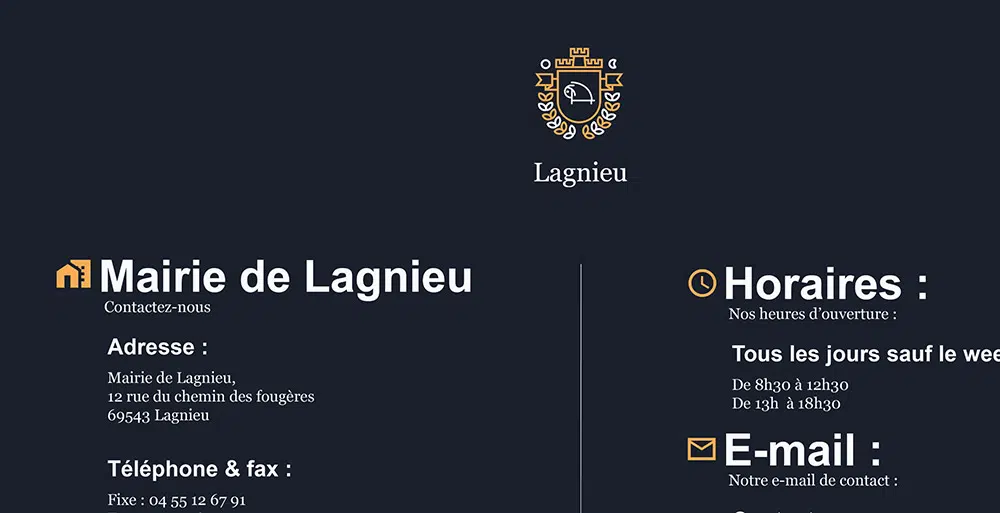 Lagnieu
Mairie de Lagnieu
Contactez-nous
Adresse :
Mairie de Lagnieu,
12 rue du chemin des fougères
69543 Lagnieu
Téléphone & fax :
Fixe : 04 55 12 67 91
Horaires :
Nos heures d’ouverture :
Tous les jours sauf le wee
De 8h30 à 12h30
De 13h  à 18h30
E-mail :
Notre e-mail de contact :